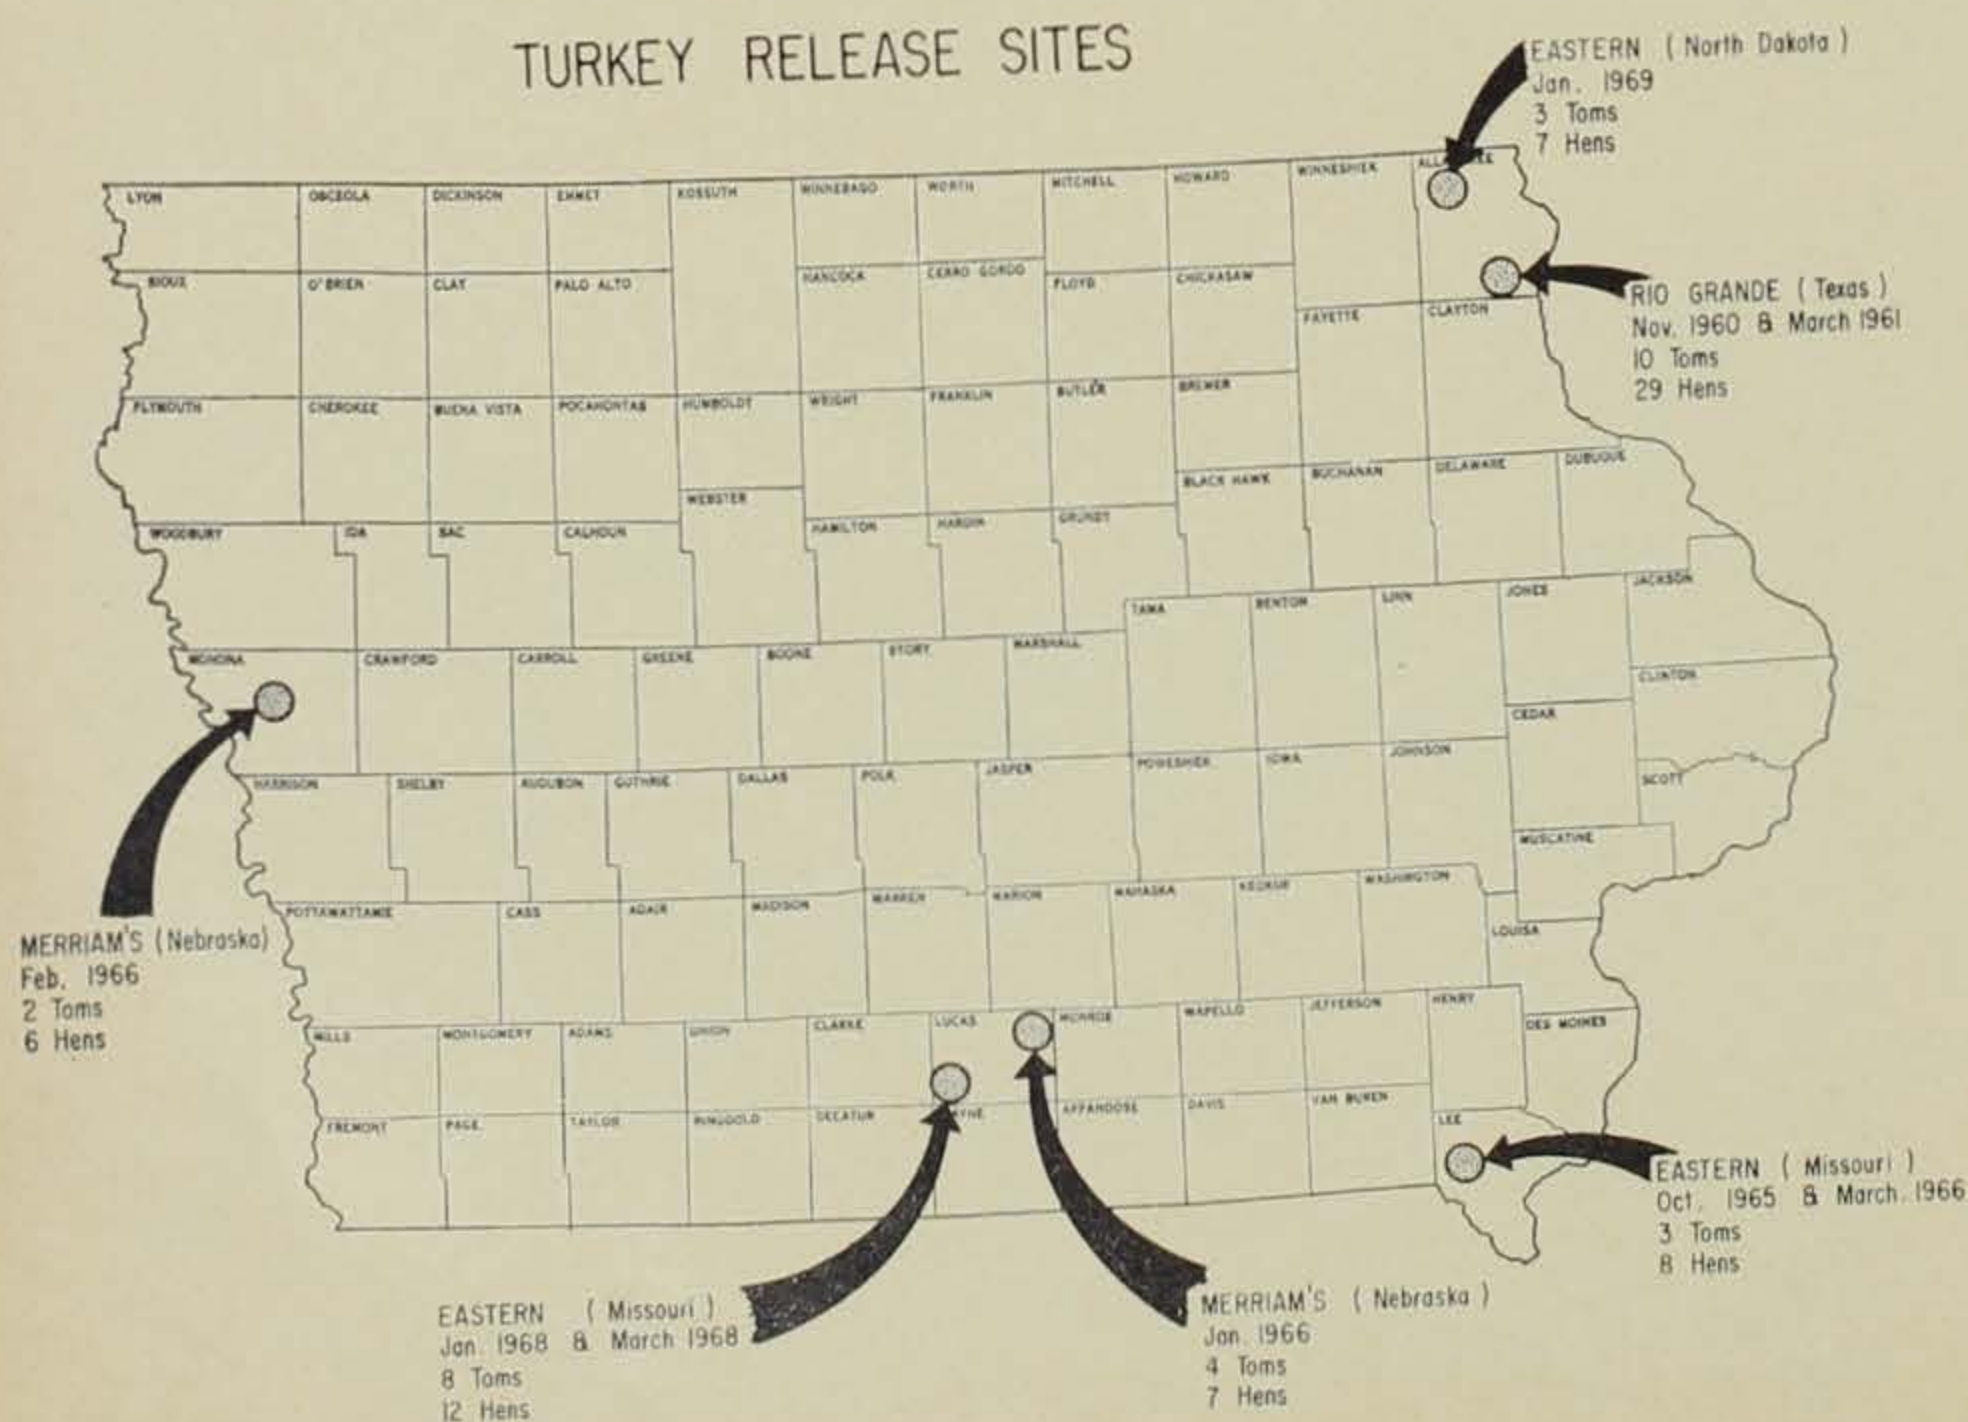 TURKEY RELEASE SITES
EASTERN ( North Dakota )
Jan. 1969
3 Toms
7 Hens
RIO GRANDE ( Texas )
Nov. 1960 & March 1961
10 Toms
29 Hens
LYON
OSCEOLA
DICKINSON
EMMET
KOSSUTH
WINNEBAGO
WORTH
MITCHELL
HOWARD
WINNESHIEK
SIOUX
O'BRIEN
CLAY
PALO ALTO
HANCOCK
CERRO GORDO
FLOYD
CHICKASAW
FAYETTE
CLAYTON
PLYMOUTH
CHEROKEE
BUENA VISTA
POCAHONTAS
HUMBOLDT
WRIGHT
FRANKLIN
BUTLER
BREMER
WEBSTER
BLACK HAWK
BUCHANAN
DELAWARE
DUBUQUE
WOODBURY
IDA
SAC
CALHOUN
HAMILTON
HARDIN
GRUNDY
TAMA
BENTON
LINN
JONES
JACKSON
MONONA
CRAWFORD
CARROLL
GREENE
BOONE
STORY
MARSHALL
CLINTON
CEDAR
HARRISON
SHELBY
AUDUBON
GUTHRIE
DALLAS
POLK
JASPER
POWESHIEK
IOWA
JOHNSON
SCOTT
MUSCATINE
POTTAWATTAMIE
CASS
ADAIR
MADISON
WARREN
MARION
MAHASKA
KEOKUK
WASHINGTON
LOUISA
MILLS
MONTGOMERY
ADAMS
UNION
CLARKE
LUCAS
MONROE
WAPELLO
JEFFERSON
HENRY
DES MOINES
FREMONT
PAGE
TAYLOR
RINGGOLD
DECATUR
APPANOOSE
DAVIS
VAN BUREN
LEE
MERRIAM'S (Nebraska)
Feb. 1966
2 Toms
6 Hens
EASTERN ( Missouri )
Oct. 1965 & March. 1966
3 Toms
8 Hens
EASTERN ( Missouri )
Jan. 1968 & March 1968
8 Toms
12 Hens
MERRIAM'S ( Nebraska )
Jan. 1966
4 Toms
7 Hens